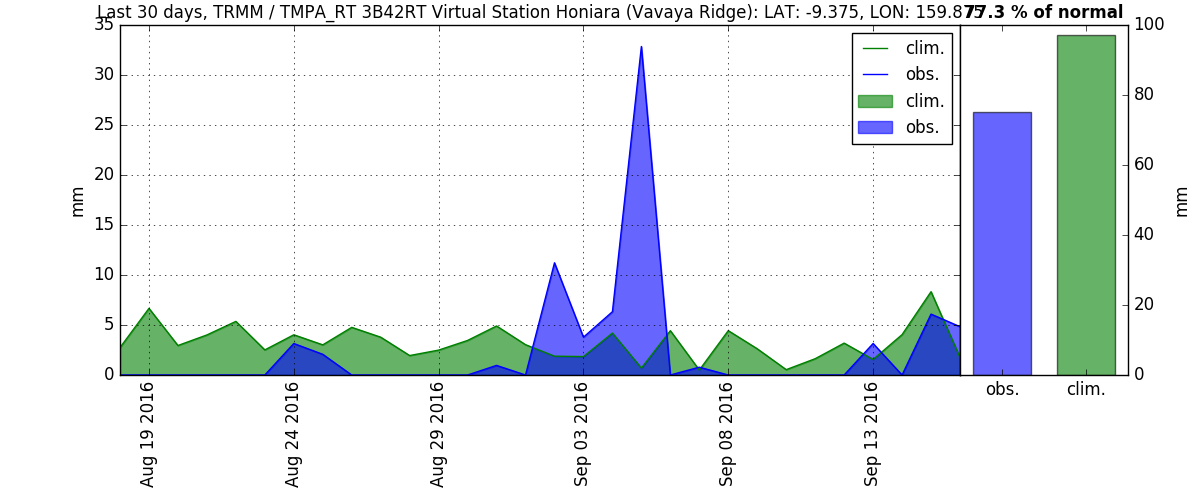 Last 30 days, TRMM / TMPA_RT 3B42RT Virtual Station Honiara (Vavaya Ridge): LAT: -9.375, LON: 159.875
77.3 % of normal
35
30
25
20
15
10
5
0
mm
clim.
obs.
clim.
obs.
100
80
60
40
20
0
mm
obs.
clim.
Aug 19 2016
Aug 24 2016
Aug 29 2016
Sep 03 2016
Sep 08 2016
Sep 13 2016